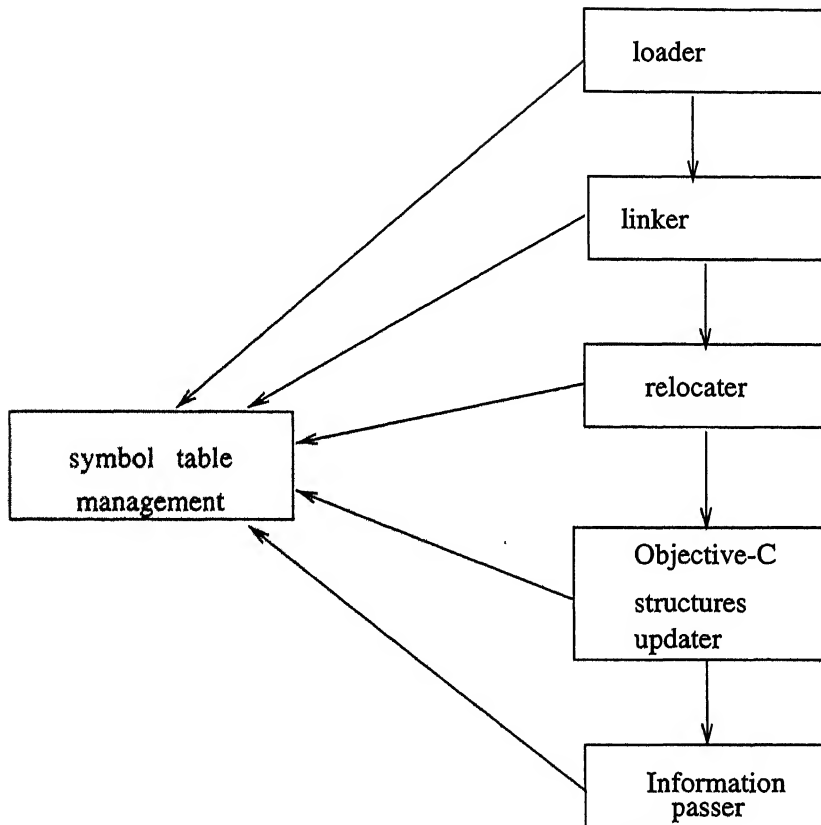 loader
linker
relocater
symbol table
management
Objective-C
structures
updater
Information
passer